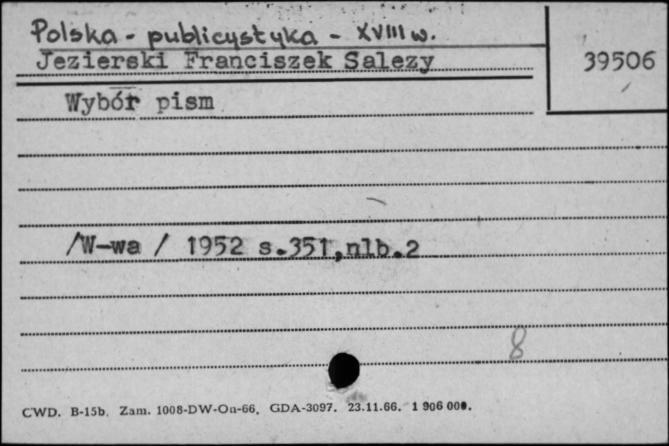 Polska - publicystyka - XVIII w.
Jezierski Franciszek Salezy
39506
Wybór pism
/W-wa / 1952 s.351,nlb.2
8
CWD. B-15b. Zam. 1008-DW-On-66. GDA-3097. 23.11.66. 1 906 000.